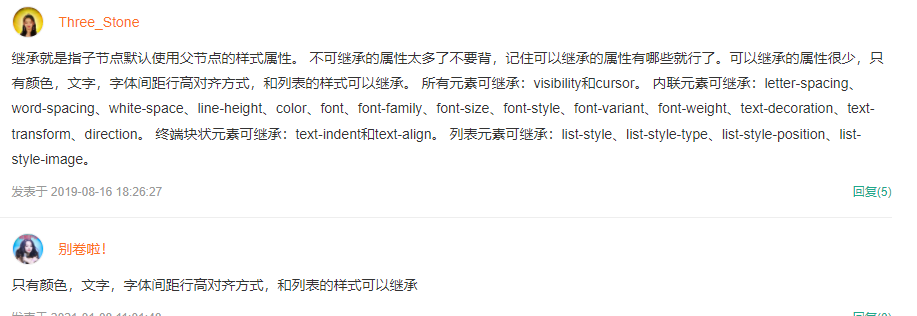 Three_Stone
继承就是指子节点默认使用父节点的样式属性。 不可继承的属性太多了不要背，记住可以继承的属性有哪些就行了。可以继承的属性很少，只
有颜色，文字，字体间距行高对齐方式，和列表的样式可以继承。 所有元素可继承：visibility和cursor。 内联元素可继承：letter-spacing、
word-spacing、white-space、line-height、color、font、font-family、font-size、font-style、font-variant、font-weight、text-decoration、text-
transform、direction。 终端块状元素可继承：text-indent和text-align。 列表元素可继承：list-style、list-style-type、list-style-position、list-
style-image。
发表于 2019-08-16 18:26:27 回复(5)
别卷啦！
只有颜色，文字，字体间距行高对齐方式，和列表的样式可以继承